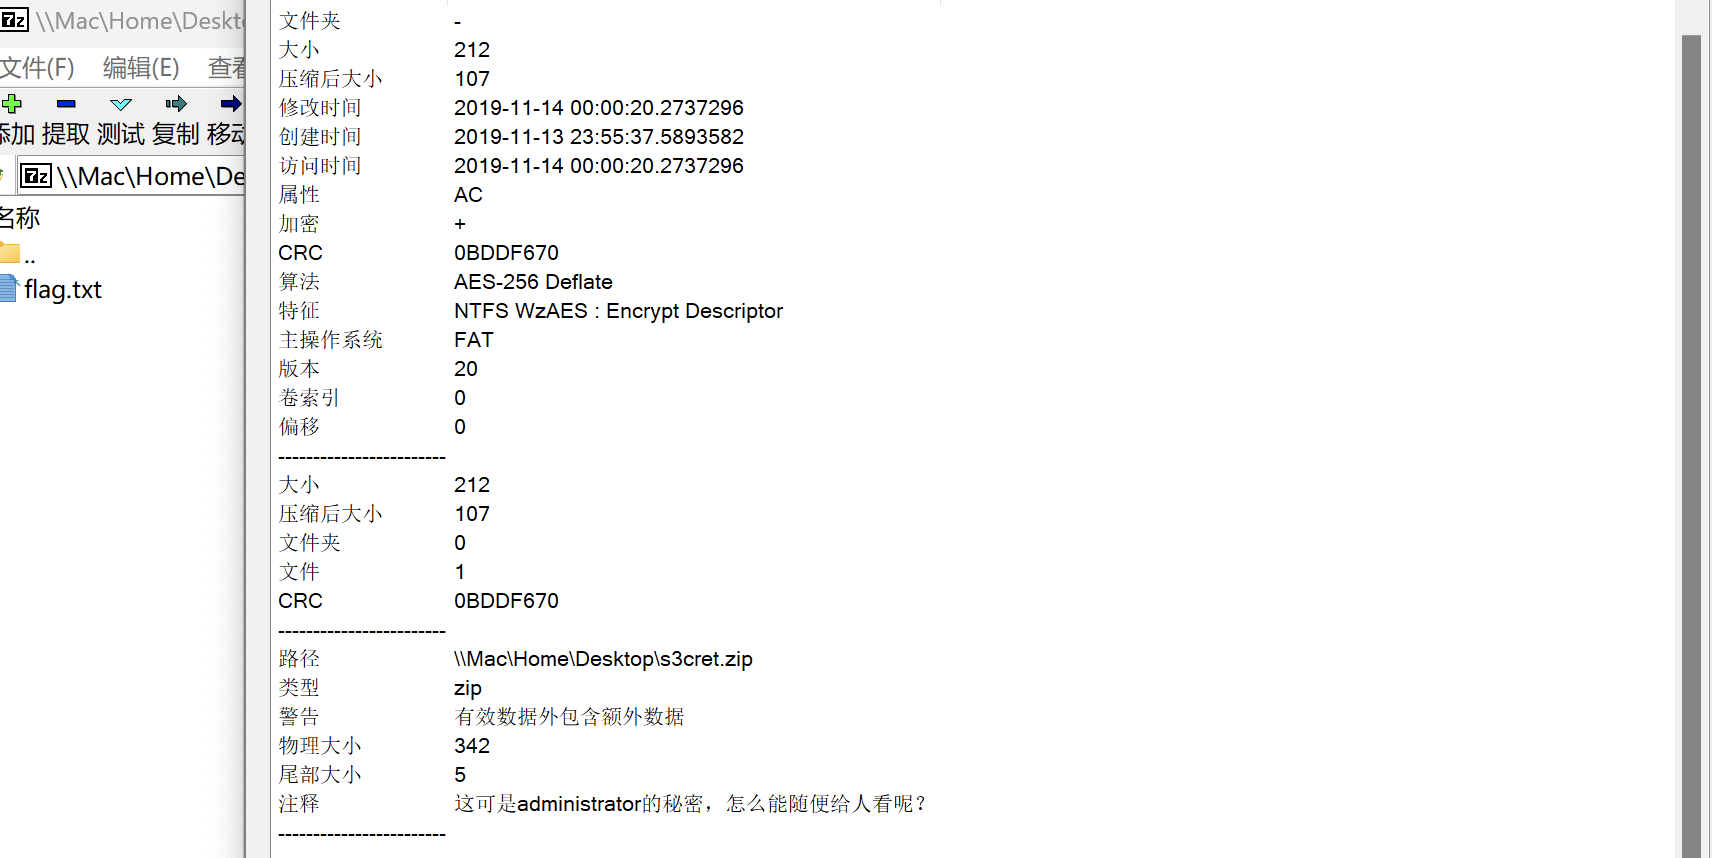 \\Mac\Home\Deskt
文件(F) 编辑(E) 查看
添加 提取 测试 复制 移动
\\Mac\Home\De
名称
..
flag.txt
文件夹 -
大小 212
压缩后大小 107
修改时间 2019-11-14 00:00:20.2737296
创建时间 2019-11-13 23:55:37.5893582
访问时间 2019-11-14 00:00:20.2737296
属性 AC
加密 +
CRC 0BDDF670
算法 AES-256 Deflate
特征 NTFS WzAES : Encrypt Descriptor
主操作系统 FAT
版本 20
卷索引 0
偏移 0
------------------------
大小 212
压缩后大小 107
文件夹 0
文件 1
CRC 0BDDF670
------------------------
路径 \\Mac\Home\Desktop\s3cret.zip
类型 zip
警告 有效数据外包含额外数据
物理大小 342
尾部大小 5
注释 这可是administrator的秘密，怎么能随便给人看呢？
------------------------